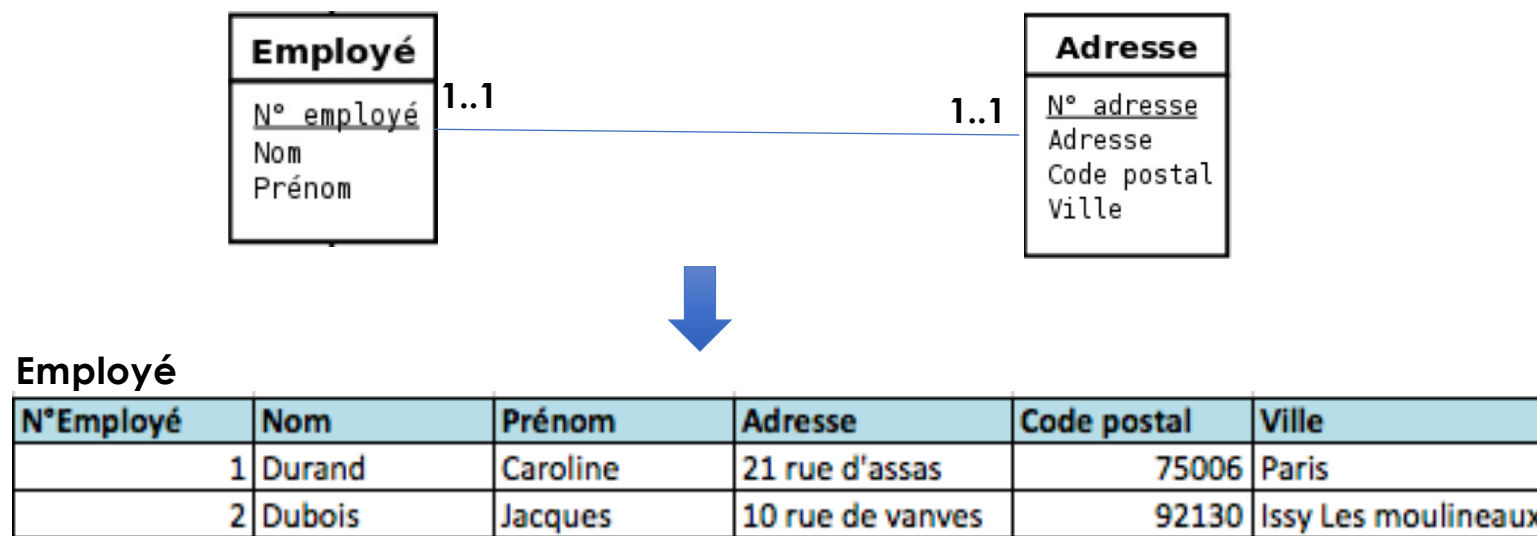 Employé
N° employé
Nom
Prénom
1..1
1..1
Adresse
N° adresse
Adresse
Code postal
Ville
Employé
N°Employé Nom Prénom Adresse Code postal Ville
1 Durand Caroline 21 rue d'assas 75006 Paris
2 Dubois Jacques 10 rue de vanves 92130 Issy Les moulineaux